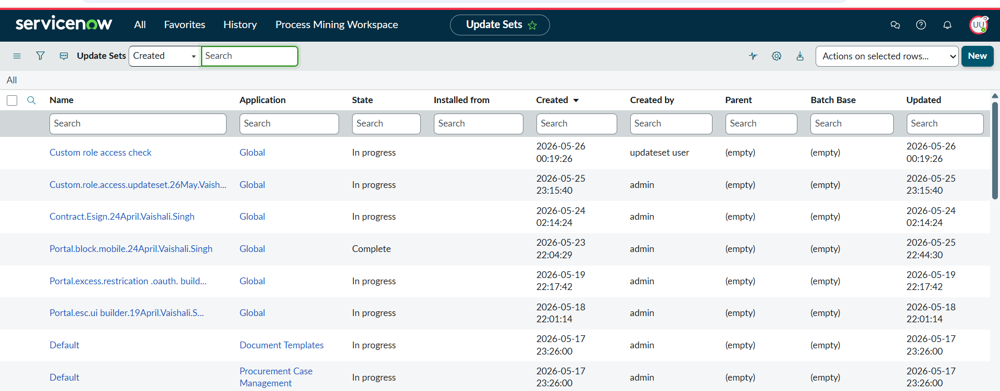 servicenow All Favorites History Process Mining Workspace Update Sets UU
Update Sets Created Search Actions on selected rows... New
All
Name Application State Installed from Created Created by Parent Batch Base Updated
Search Search Search Search Search Search Search Search Search
Custom role access check Global In progress 2026-05-26 00:19:26 updateset user (empty) (empty) 2026-05-26 00:19:26
Custom.role.access.updateset.26May.Vaish... Global In progress 2026-05-25 23:15:40 admin (empty) (empty) 2026-05-25 23:15:40
Contract.Esign.24April.Vaishali.Singh Global In progress 2026-05-24 02:14:24 admin (empty) (empty) 2026-05-24 02:14:24
Portal.block.mobile.24April.Vaishali.Singh Global Complete 2026-05-23 22:04:29 admin (empty) (empty) 2026-05-25 22:44:30
Portal.excess.restrication .oauth. build... Global In progress 2026-05-19 22:17:42 admin (empty) (empty) 2026-05-19 22:17:42
Portal.esc.ui builder.19April.Vaishali.S... Global In progress 2026-05-18 22:01:14 admin (empty) (empty) 2026-05-18 22:01:14
Default Document Templates In progress 2026-05-17 23:26:00 admin (empty) (empty) 2026-05-17 23:26:00
Default Procurement Case Management In progress 2026-05-17 23:26:00 admin (empty) (empty) 2026-05-17 23:26:00